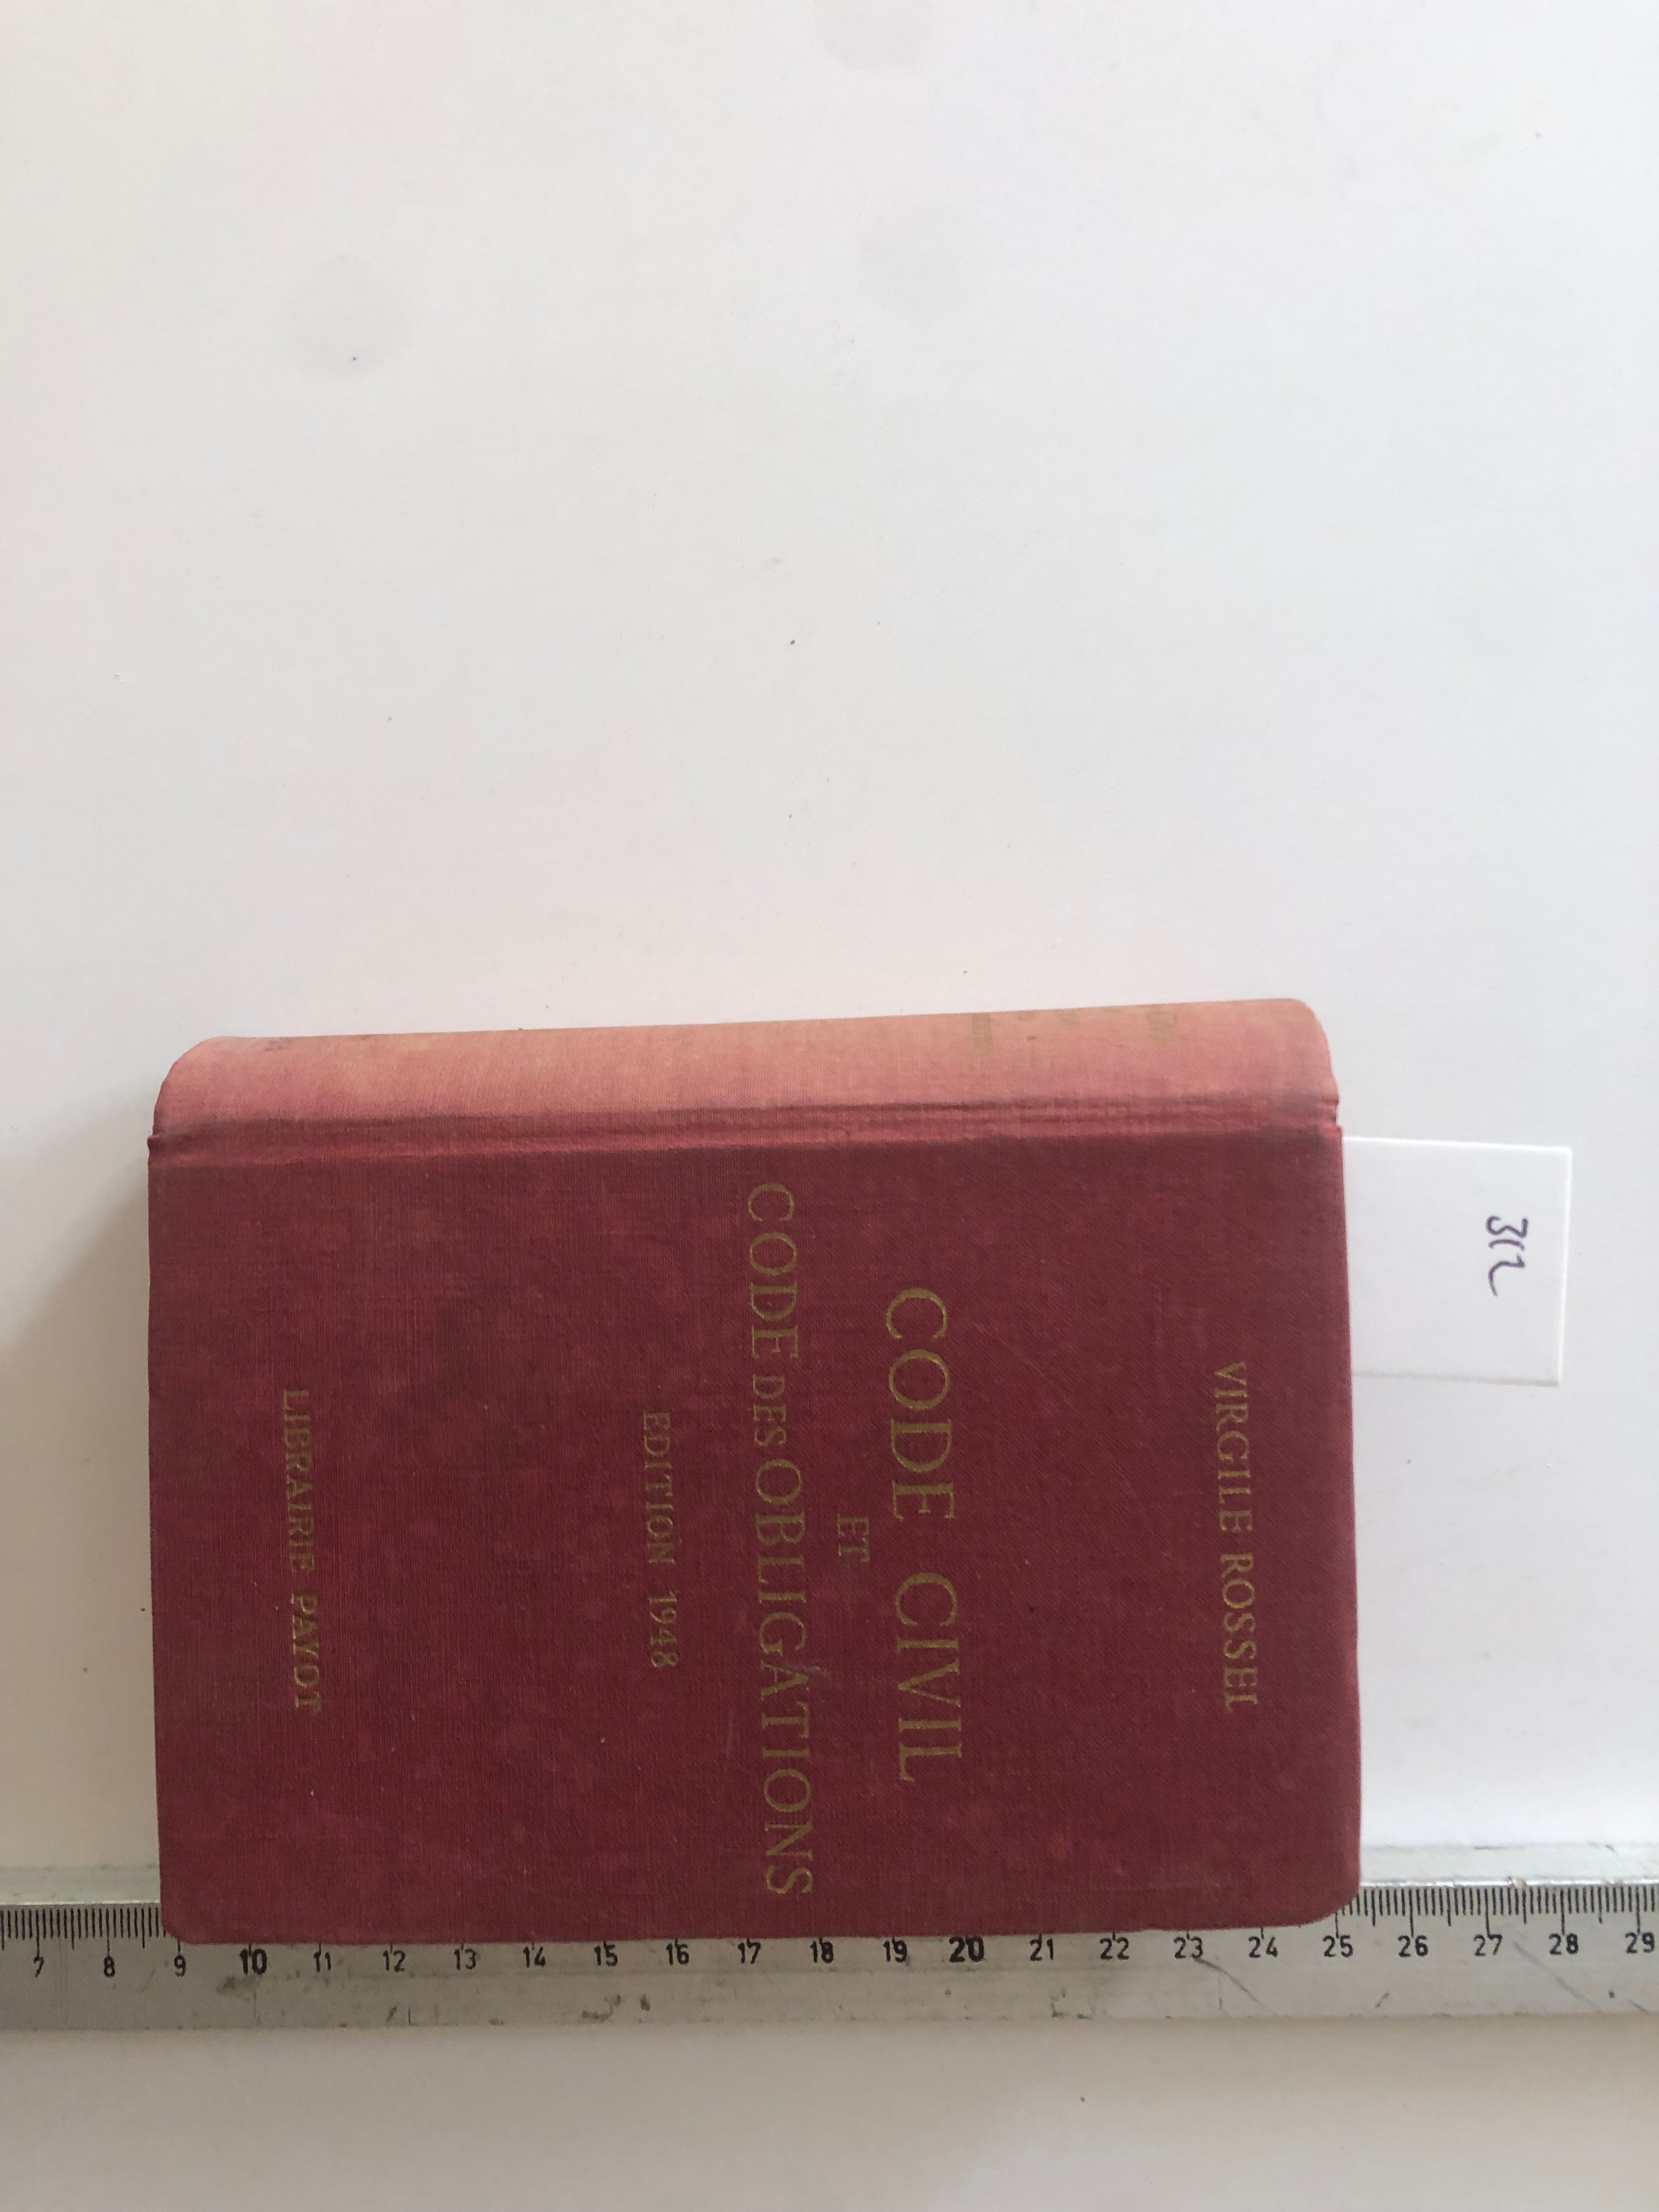 312
VIRGILE ROSSEL
CODE CIVIL
ET
CODE DES OBLIGATIONS
EDITION 1948
LIBRAIRIE PAYOT
7 8 9 10 11 12 13 14 15 16 17 18 19 20 21 22 23 24 25 26 27 28 29